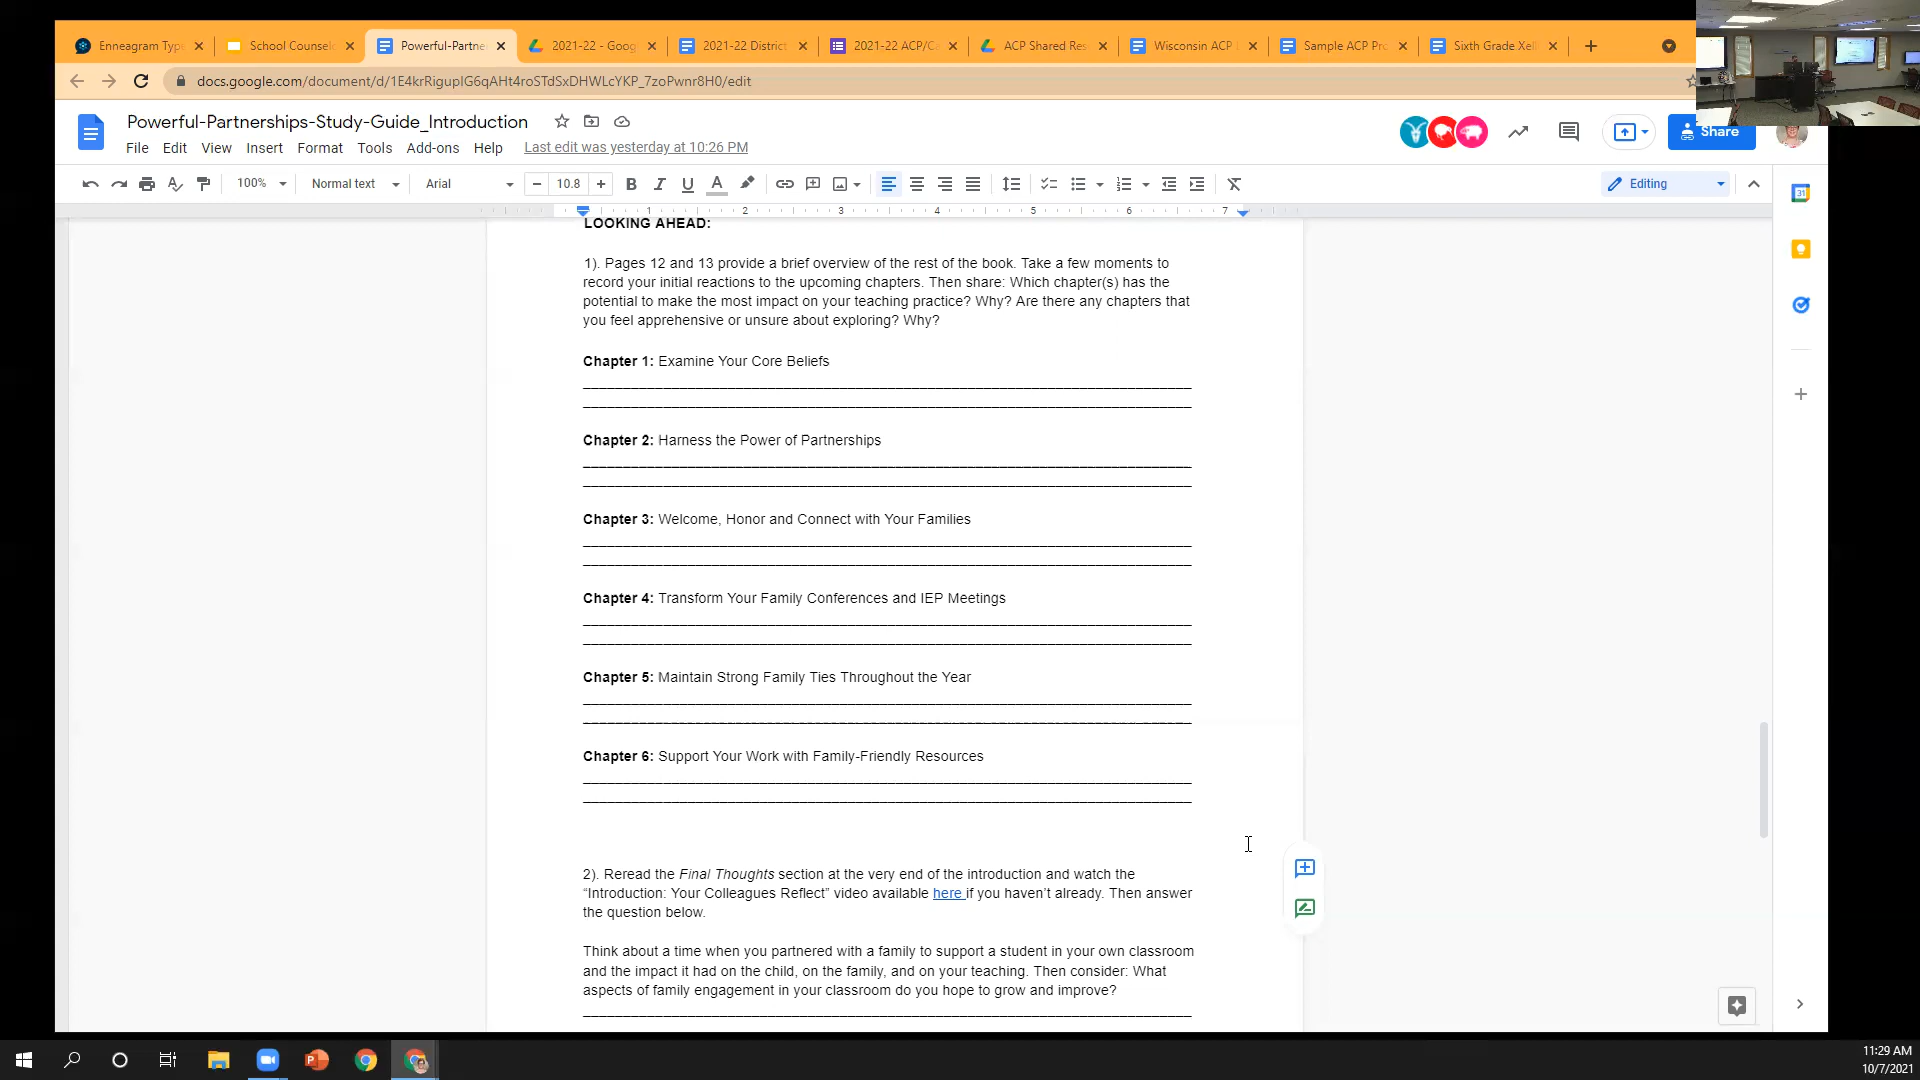 Enneagram Type
School Counsel
Powerful-Partne
2021-22 - Goog
2021-22 District
2021-22 ACP/C
ACP Shared Res
Wisconsin ACP
Sample ACP Pro
Sixth Grade Xell
docs.google.com/document/d/1E4krRigupIG6qAHt4roSTdSxDHWLcYKP_7zoPwnr8H0/edit
Powerful-Partnerships-Study-Guide_Introduction
Share
File Edit View Insert Format Tools Add-ons Help Last edit was yesterday at 10:26 PM
100% Normal text Arial 10.8 Editing
1 2 3 4 5 6 7
LOOKING AHEAD:
1). Pages 12 and 13 provide a brief overview of the rest of the book. Take a few moments to
record your initial reactions to the upcoming chapters. Then share: Which chapter(s) has the
potential to make the most impact on your teaching practice? Why? Are there any chapters that
you feel apprehensive or unsure about exploring? Why?
Chapter 1: Examine Your Core Beliefs
Chapter 2: Harness the Power of Partnerships
Chapter 3: Welcome, Honor and Connect with Your Families
Chapter 4: Transform Your Family Conferences and IEP Meetings
Chapter 5: Maintain Strong Family Ties Throughout the Year
Chapter 6: Support Your Work with Family-Friendly Resources
2). Reread the Final Thoughts section at the very end of the introduction and watch the
“Introduction: Your Colleagues Reflect” video available here if you haven’t already. Then answer
the question below.
Think about a time when you partnered with a family to support a student in your own classroom
and the impact it had on the child, on the family, and on your teaching. Then consider: What
aspects of family engagement in your classroom do you hope to grow and improve?
11:29 AM
10/7/2021